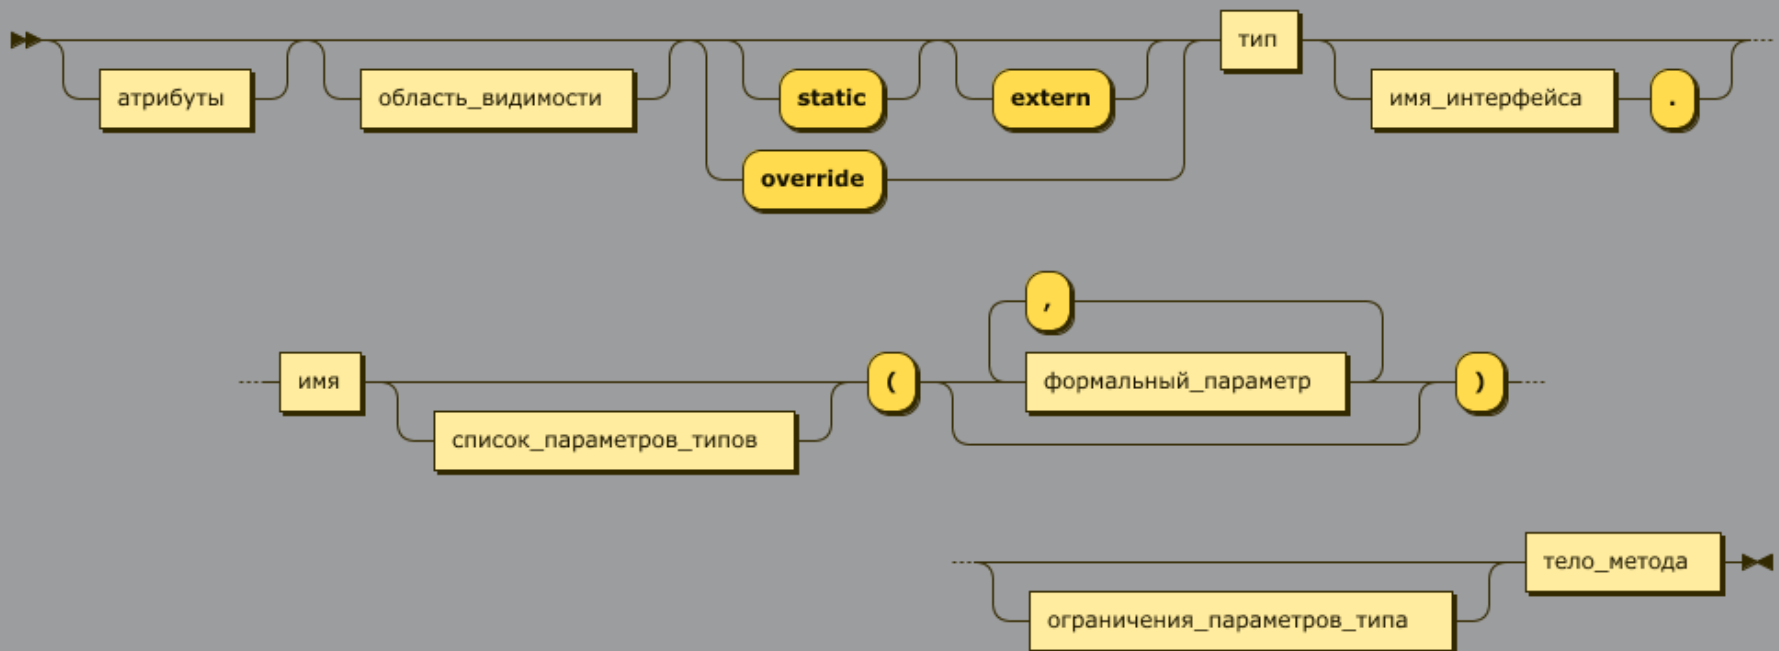 тип
атрибуты область_видимости static extern имя_интерфейса .
override
,
имя ( формальный_параметр )
список_параметров_типов
тело_метода
ограничения_параметров_типа